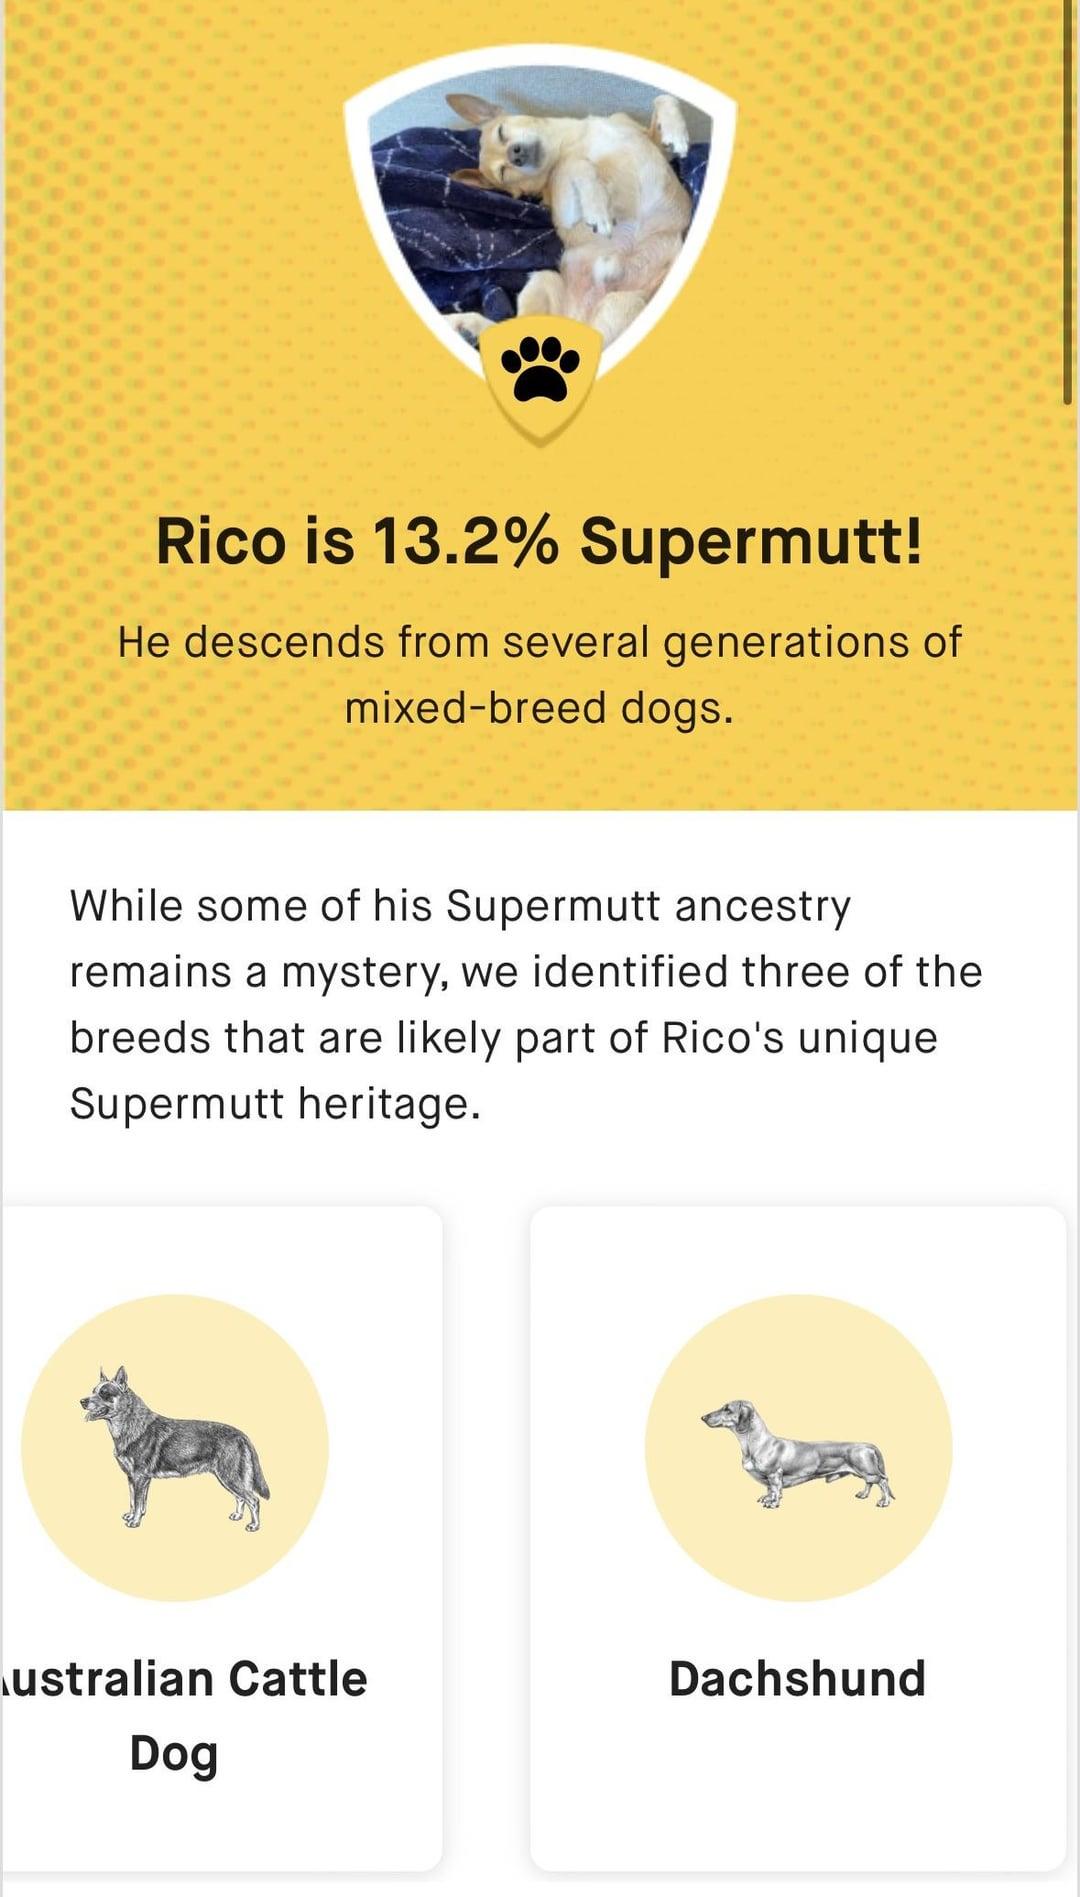 Rico is 13.2% Supermutt!
He descends from several generations of
mixed-breed dogs.
While some of his Supermutt ancestry
remains a mystery, we identified three of the
breeds that are likely part of Rico's unique
Supermutt heritage.
Australian Cattle
Dog
Dachshund